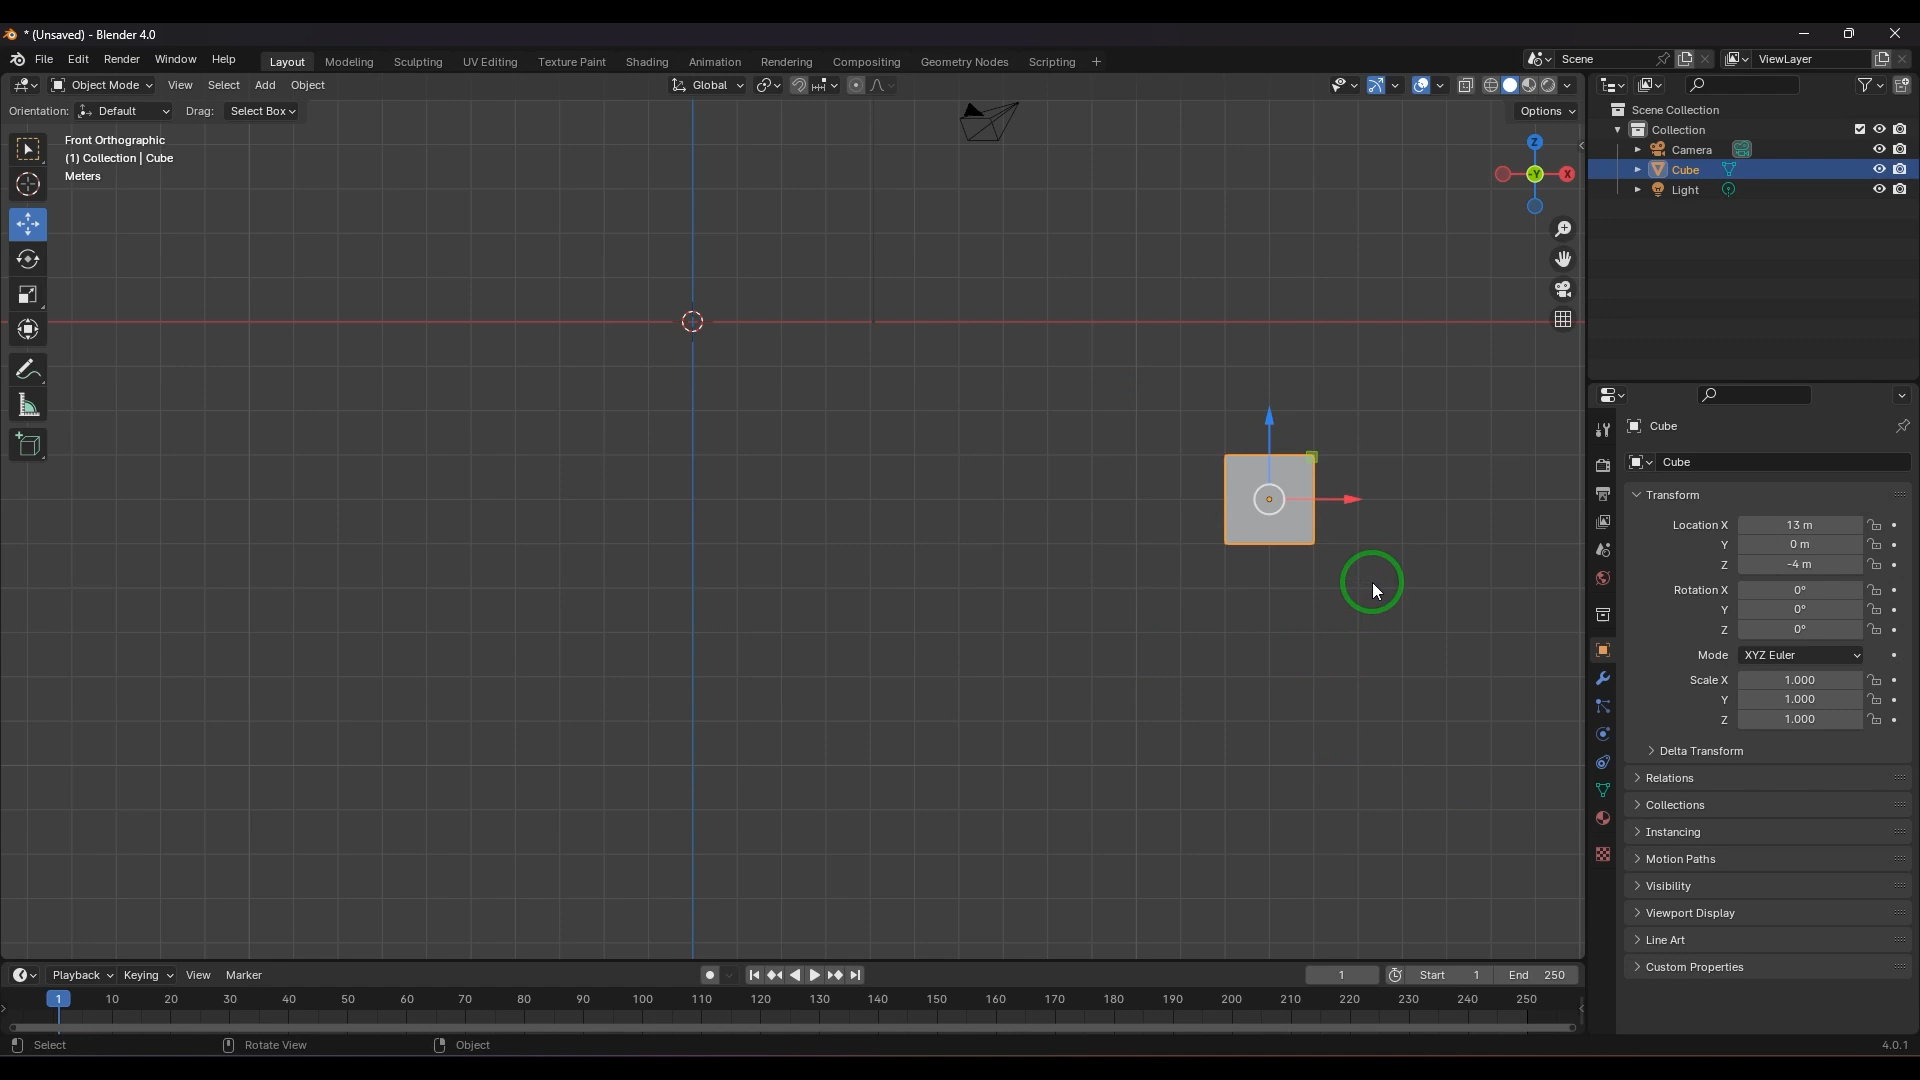 * (Unsaved) - Blender 4.0
File Edit Render Window Help Layout Modeling Sculpting UV Editing Texture Paint Shading Animation Rendering Compositing Geometry Nodes Scripting + Scene ViewLayer
Object Mode View Select Add Object Global
Orientation: Default Drag: Select Box Options
Front Orthographic
(1) Collection | Cube
Meters
Z
-Y X
Scene Collection
Collection
Camera
Cube
Light
Cube
Cube
Transform
Location X 13 m
Y 0 m
Z -4 m
Rotation X 0°
Y 0°
Z 0°
Mode XYZ Euler
Scale X 1.000
Y 1.000
Z 1.000
Delta Transform
Relations
Collections
Instancing
Motion Paths
Visibility
Viewport Display
Line Art
Custom Properties
Playback Keying View Marker 1 Start 1 End 250
1 10 20 30 40 50 60 70 80 90 100 110 120 130 140 150 160 170 180 190 200 210 220 230 240 250
Select Rotate View Object 4.0.1